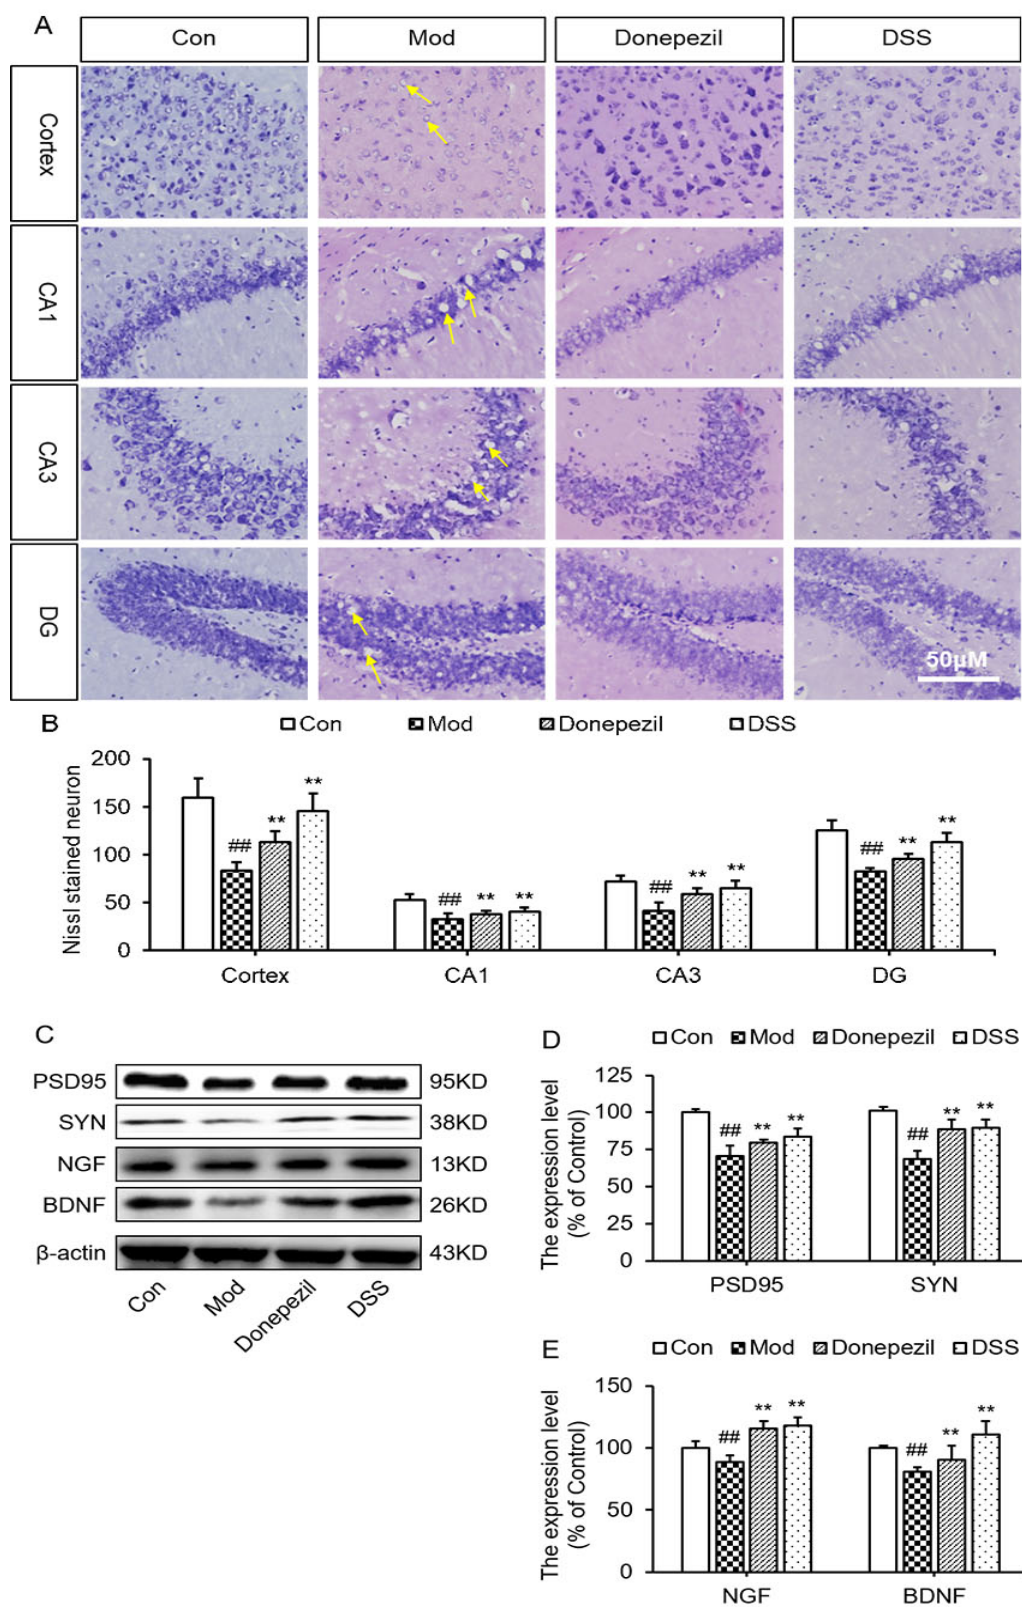 A
Con Mod Donepezil DSS
Cortex
CA1
CA3
DG
50μM
B
Con Mod Donepezil DSS
Nissl stained neuron
200
150
100
50
0
## ** **
## ** **
## ** **
## ** **
Cortex CA1 CA3 DG
C
PSD95 95KD
SYN 38KD
NGF 13KD
BDNF 26KD
β-actin 43KD
Con Mod Donepezil DSS
D
Con Mod Donepezil DSS
The expression level
(% of Control)
125
100
75
50
25
0
## ** **
## ** **
PSD95 SYN
E
Con Mod Donepezil DSS
The expression level
(% of Control)
150
100
50
0
## ** **
## ** **
NGF BDNF